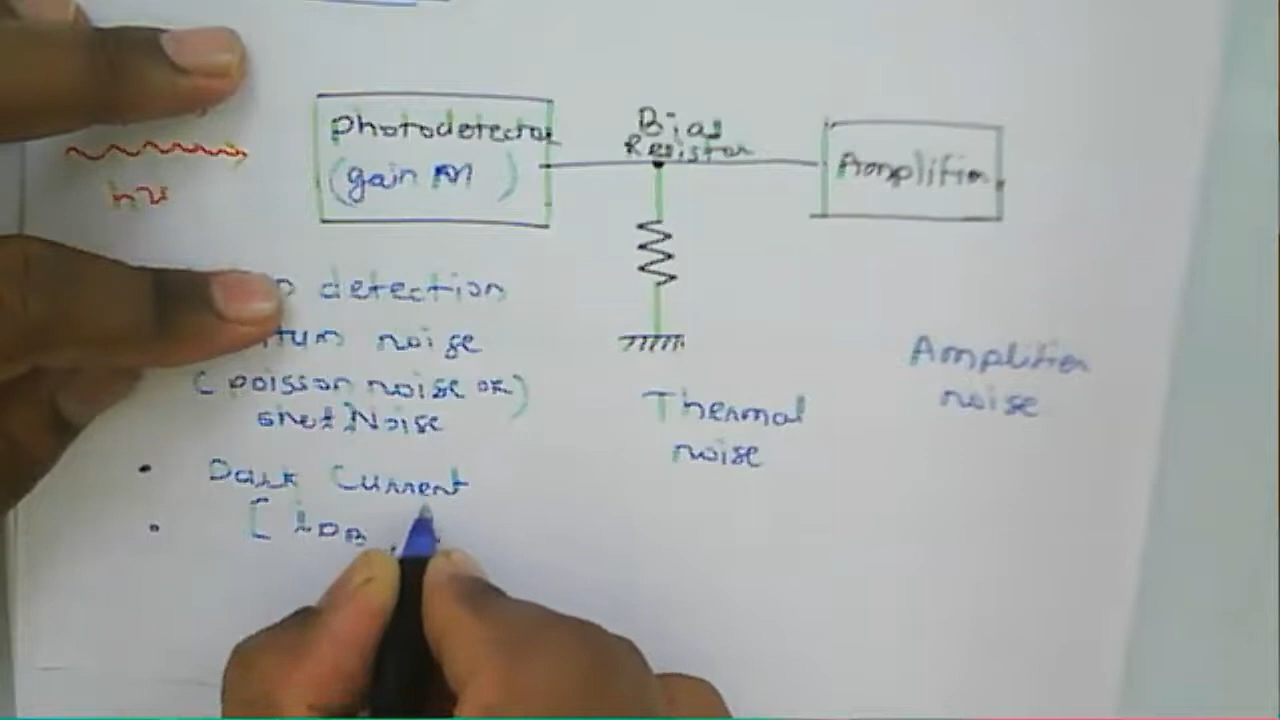 photodetector
(gain M)
hν
Bias
Resistor
Amplifier
detection
noise
(poisson noise or)
shot Noise
• Dark Current
• [ iDB
Thermal
noise
Amplifier
noise